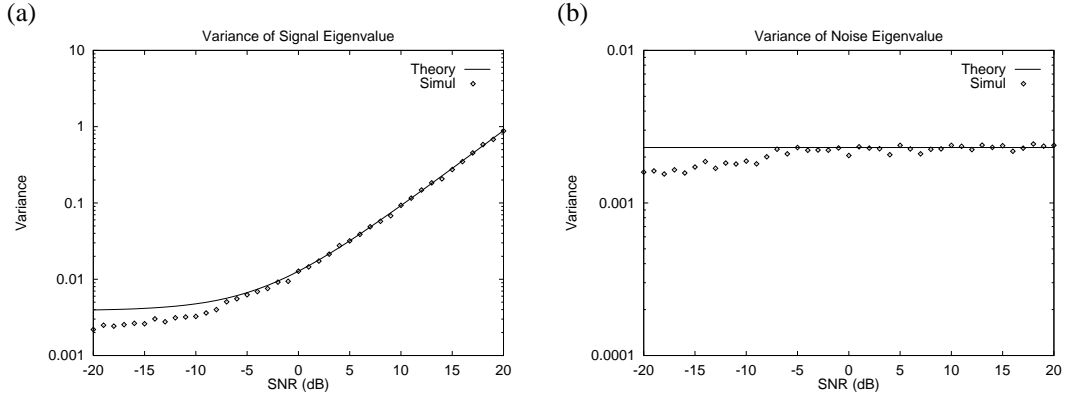 (a)
Variance of Signal Eigenvalue
10
1
0.1
0.01
0.001
Variance
Theory
Simul
-20 -15 -10 -5 0 5 10 15 20
SNR (dB)
(b)
Variance of Noise Eigenvalue
0.01
0.001
0.0001
Variance
Theory
Simul
-20 -15 -10 -5 0 5 10 15 20
SNR (dB)